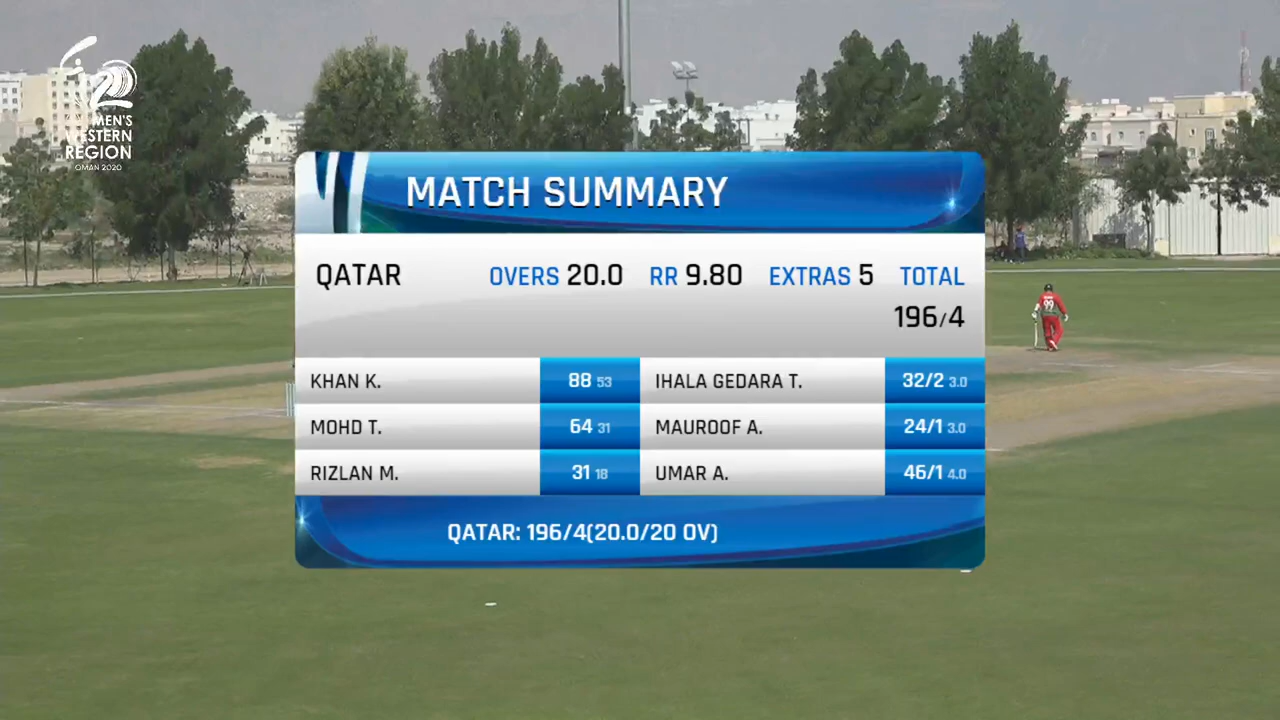 20
MEN'S
WESTERN
REGION
OMAN 2020
MATCH SUMMARY
QATAR OVERS 20.0 RR 9.80 EXTRAS 5 TOTAL
196/4
KHAN K. 88 53 IHALA GEDARA T. 32/2 3.0
MOHD T. 64 31 MAUROOF A. 24/1 3.0
RIZLAN M. 31 18 UMAR A. 46/1 4.0
QATAR: 196/4(20.0/20 OV)
99